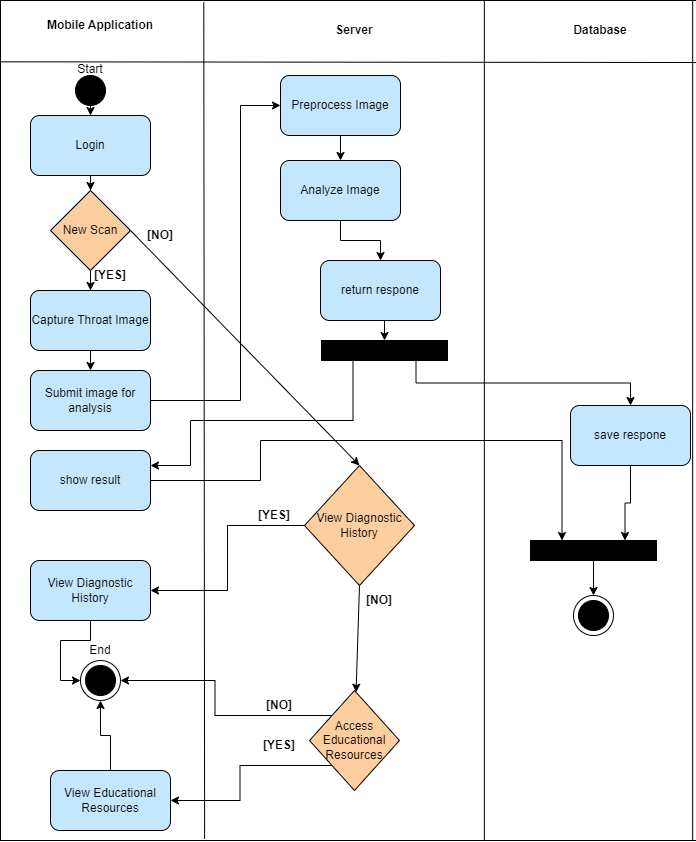 Mobile Application
Server
Database
Start
Preprocess Image
Login
Analyze Image
New Scan
[NO]
[YES]
return respone
Capture Throat Image
Submit image for
analysis
save respone
show result
[YES]
View Diagnostic
History
View Diagnostic
History
[NO]
End
[NO]
Access
Educational
Resources
[YES]
View Educational
Resources